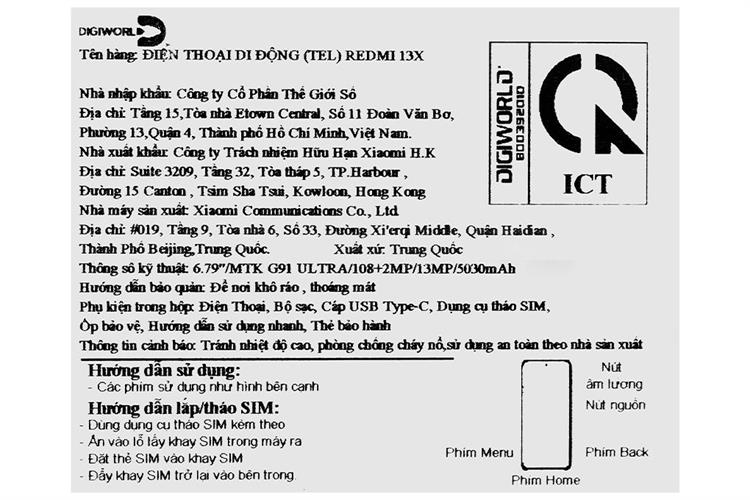 DIGIWORLD
Tên hàng: ĐIỆN THOẠI DI ĐỘNG (TEL) REDMI 13X
Nhà nhập khẩu: Công ty Cổ Phần Thế Giới Số
Địa chỉ: Tầng 15,Tòa nhà Etown Central, Số 11 Đoàn Văn Bơ,
Phường 13,Quận 4, Thành phố Hồ Chí Minh,Việt Nam.
Nhà xuất khẩu: Công ty Trách nhiệm Hữu Hạn Xiaomi H.K
Địa chỉ: Suite 3209, Tầng 32, Tòa tháp 5, TP.Harbour ,
Đường 15 Canton , Tsim Sha Tsui, Kowloon, Hong Kong
Nhà máy sản xuất: Xiaomi Communications Co., Ltd
Địa chỉ: #019, Tầng 9, Tòa nhà 6, Số 33, Đường Xi'erqi Middle, Quận Haidian ,
Thành Phố Beijing,Trung Quốc. Xuất xứ: Trung Quốc
Thông số kỹ thuật: 6.79"/MTK G91 ULTRA/108+2MP/13MP/5030mAh
Hướng dẫn bảo quản: Để nơi khô ráo , thoáng mát
Phụ kiện trong hộp: Điện Thoại, Bộ sạc, Cáp USB Type-C, Dụng cụ tháo SIM,
Ốp bảo vệ, Hướng dẫn sử dụng nhanh, Thẻ bảo hành
Thông tin cảnh báo: Tránh nhiệt độ cao, phòng chống cháy nổ,sử dụng an toàn theo nhà sản xuất
DIGIWORLD
B00392010
ICT
Hướng dẫn sử dụng:
- Các phím sử dụng như hình bên cạnh
Hướng dẫn lắp/tháo SIM:
- Dùng dụng cụ tháo SIM kèm theo
- Ấn vào lỗ lấy khay SIM trong máy ra
- Đặt thẻ SIM vào khay SIM
- Đẩy khay SIM trở lại vào bên trong.
Nút
âm lượng
Nút nguồn
Phím Menu
Phím Back
Phím Home